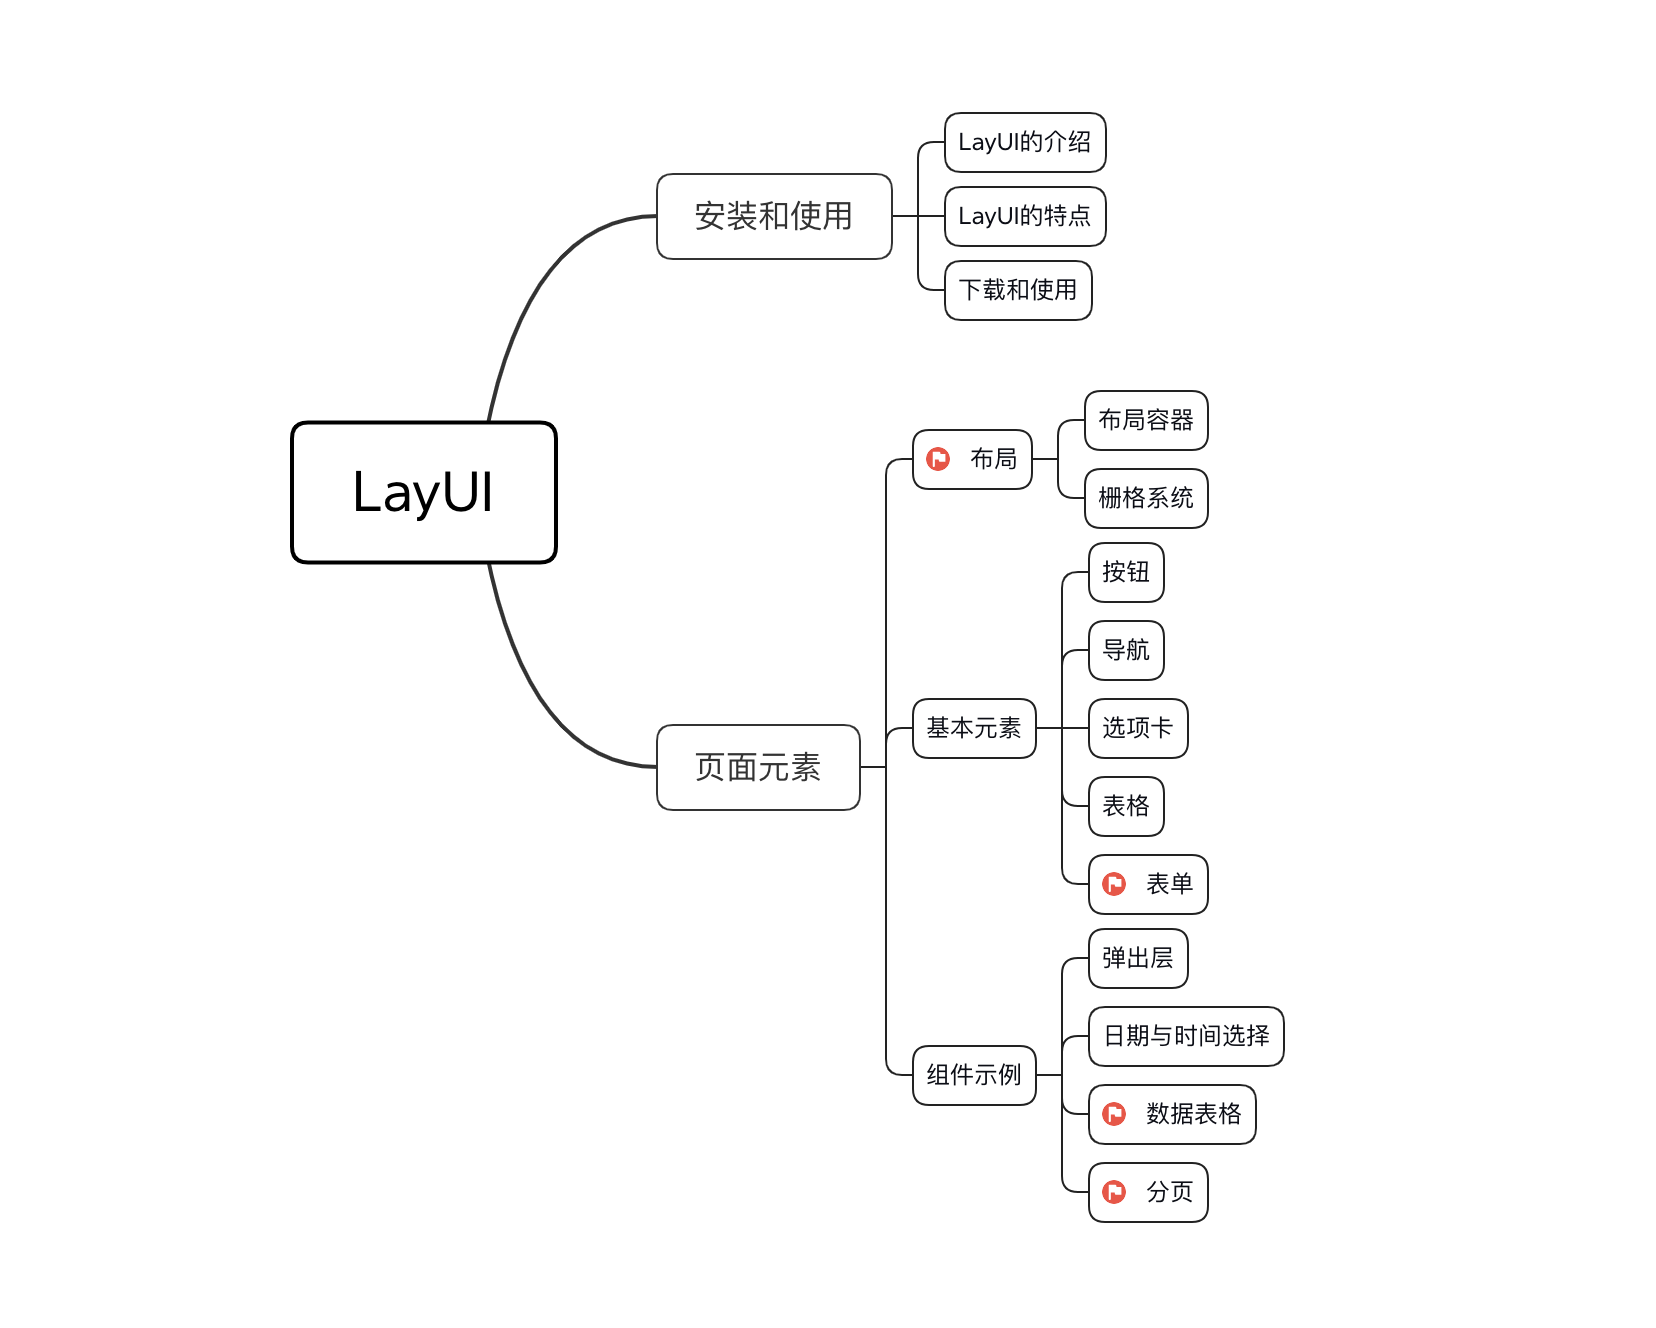 LayUI
安装和使用
LayUI的介绍
LayUI的特点
下载和使用
页面元素
布局
布局容器
栅格系统
基本元素
按钮
导航
选项卡
表格
表单
组件示例
弹出层
日期与时间选择
数据表格
分页